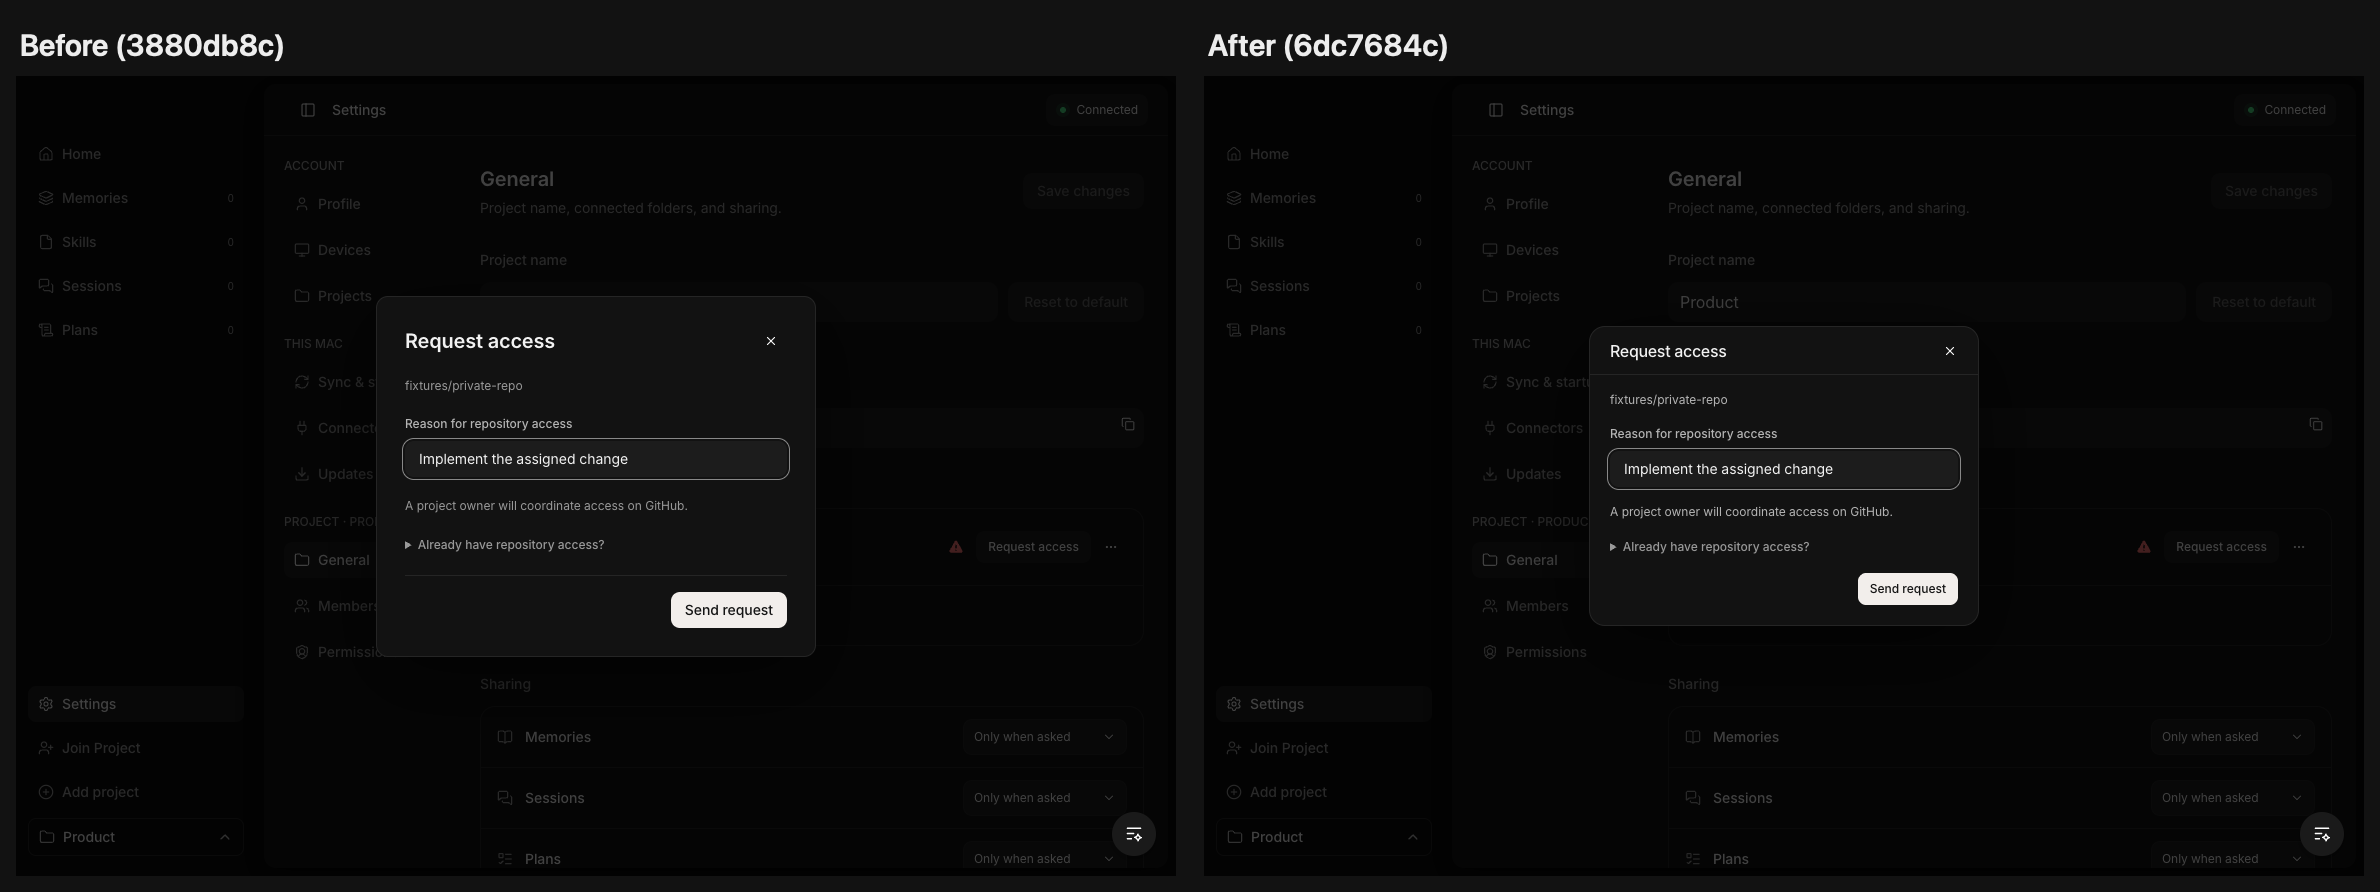 Before (3880db8c)
Settings
Connected
Home
Memories 0
Skills 0
Sessions 0
Plans 0
Settings
Join Project
Add project
Product
ACCOUNT
Profile
Devices
Projects
THIS MAC
Sync & s
Connect
Updates
PROJECT · PRO
General
Member
Permissi
General
Project name, connected folders, and sharing.
Save changes
Project name
Reset to default
Request access
fixtures/private-repo
Reason for repository access
Implement the assigned change
A project owner will coordinate access on GitHub.
Already have repository access?
Send request
Request access
Sharing
Memories Only when asked
Sessions Only when asked
Plans Only when asked
After (6dc7684c)
Settings
Connected
Home
Memories 0
Skills 0
Sessions 0
Plans 0
Settings
Join Project
Add project
Product
ACCOUNT
Profile
Devices
Projects
THIS MAC
Sync & start
Connectors
Updates
PROJECT · PRODUC
General
Members
Permissions
General
Project name, connected folders, and sharing.
Save changes
Project name
Product
Reset to default
Request access
fixtures/private-repo
Reason for repository access
Implement the assigned change
A project owner will coordinate access on GitHub.
Already have repository access?
Send request
Request access
Sharing
Memories Only when asked
Sessions Only when asked
Plans Only when asked